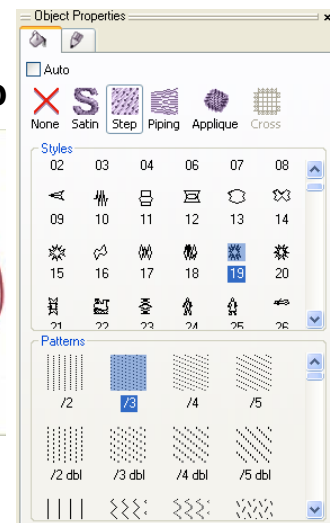 Object Properties
Auto
None Satin Step Piping Applique Cross
Styles
02 03 04 06 07 08
09 10 11 12 13 14
15 16 17 18 19 20
21 22 23 24 25 26
Patterns
/2 /3 /4 /5
/2 dbl /3 dbl /4 dbl /5 dbl